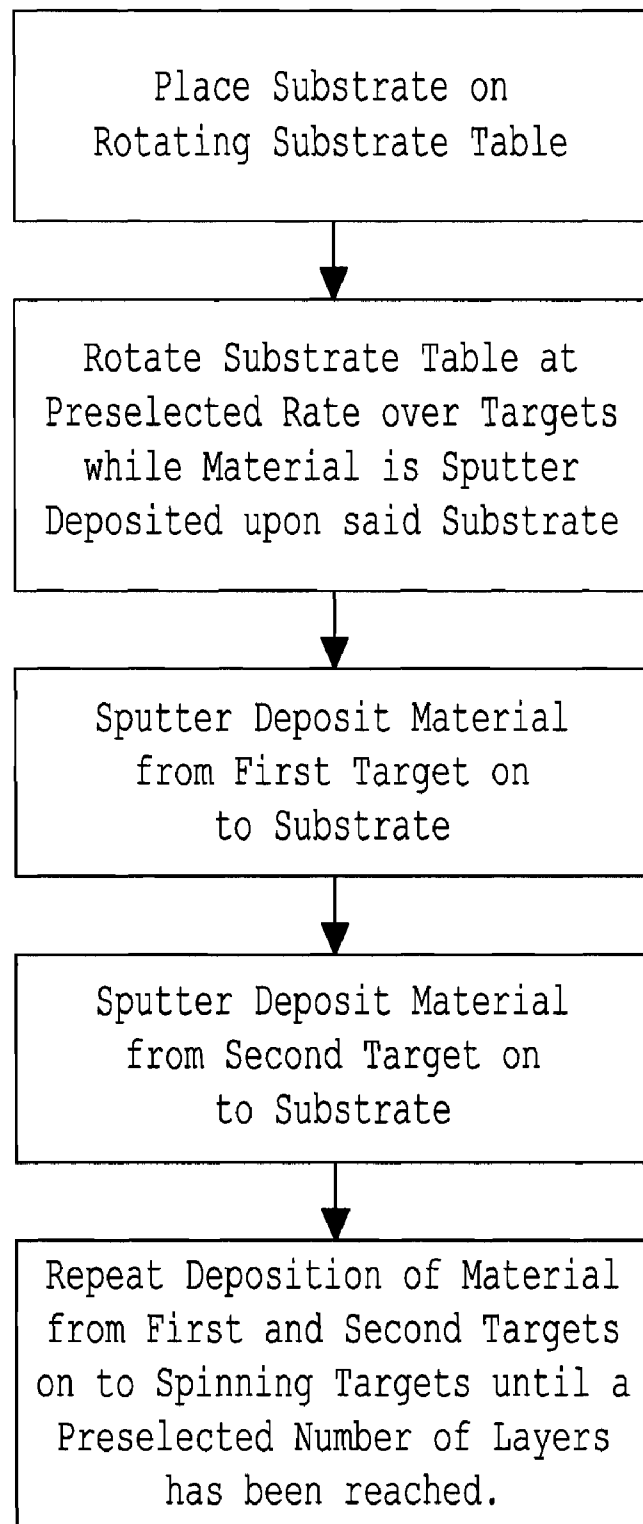 Place Substrate on
Rotating Substrate Table
Rotate Substrate Table at
Preselected Rate over Targets
while Material is Sputter
Deposited upon said Substrate
Sputter Deposit Material
from First Target on
to Substrate
Sputter Deposit Material
from Second Target on
to Substrate
Repeat Deposition of Material
from First and Second Targets
on to Spinning Targets until a
Preselected Number of Layers
has been reached.